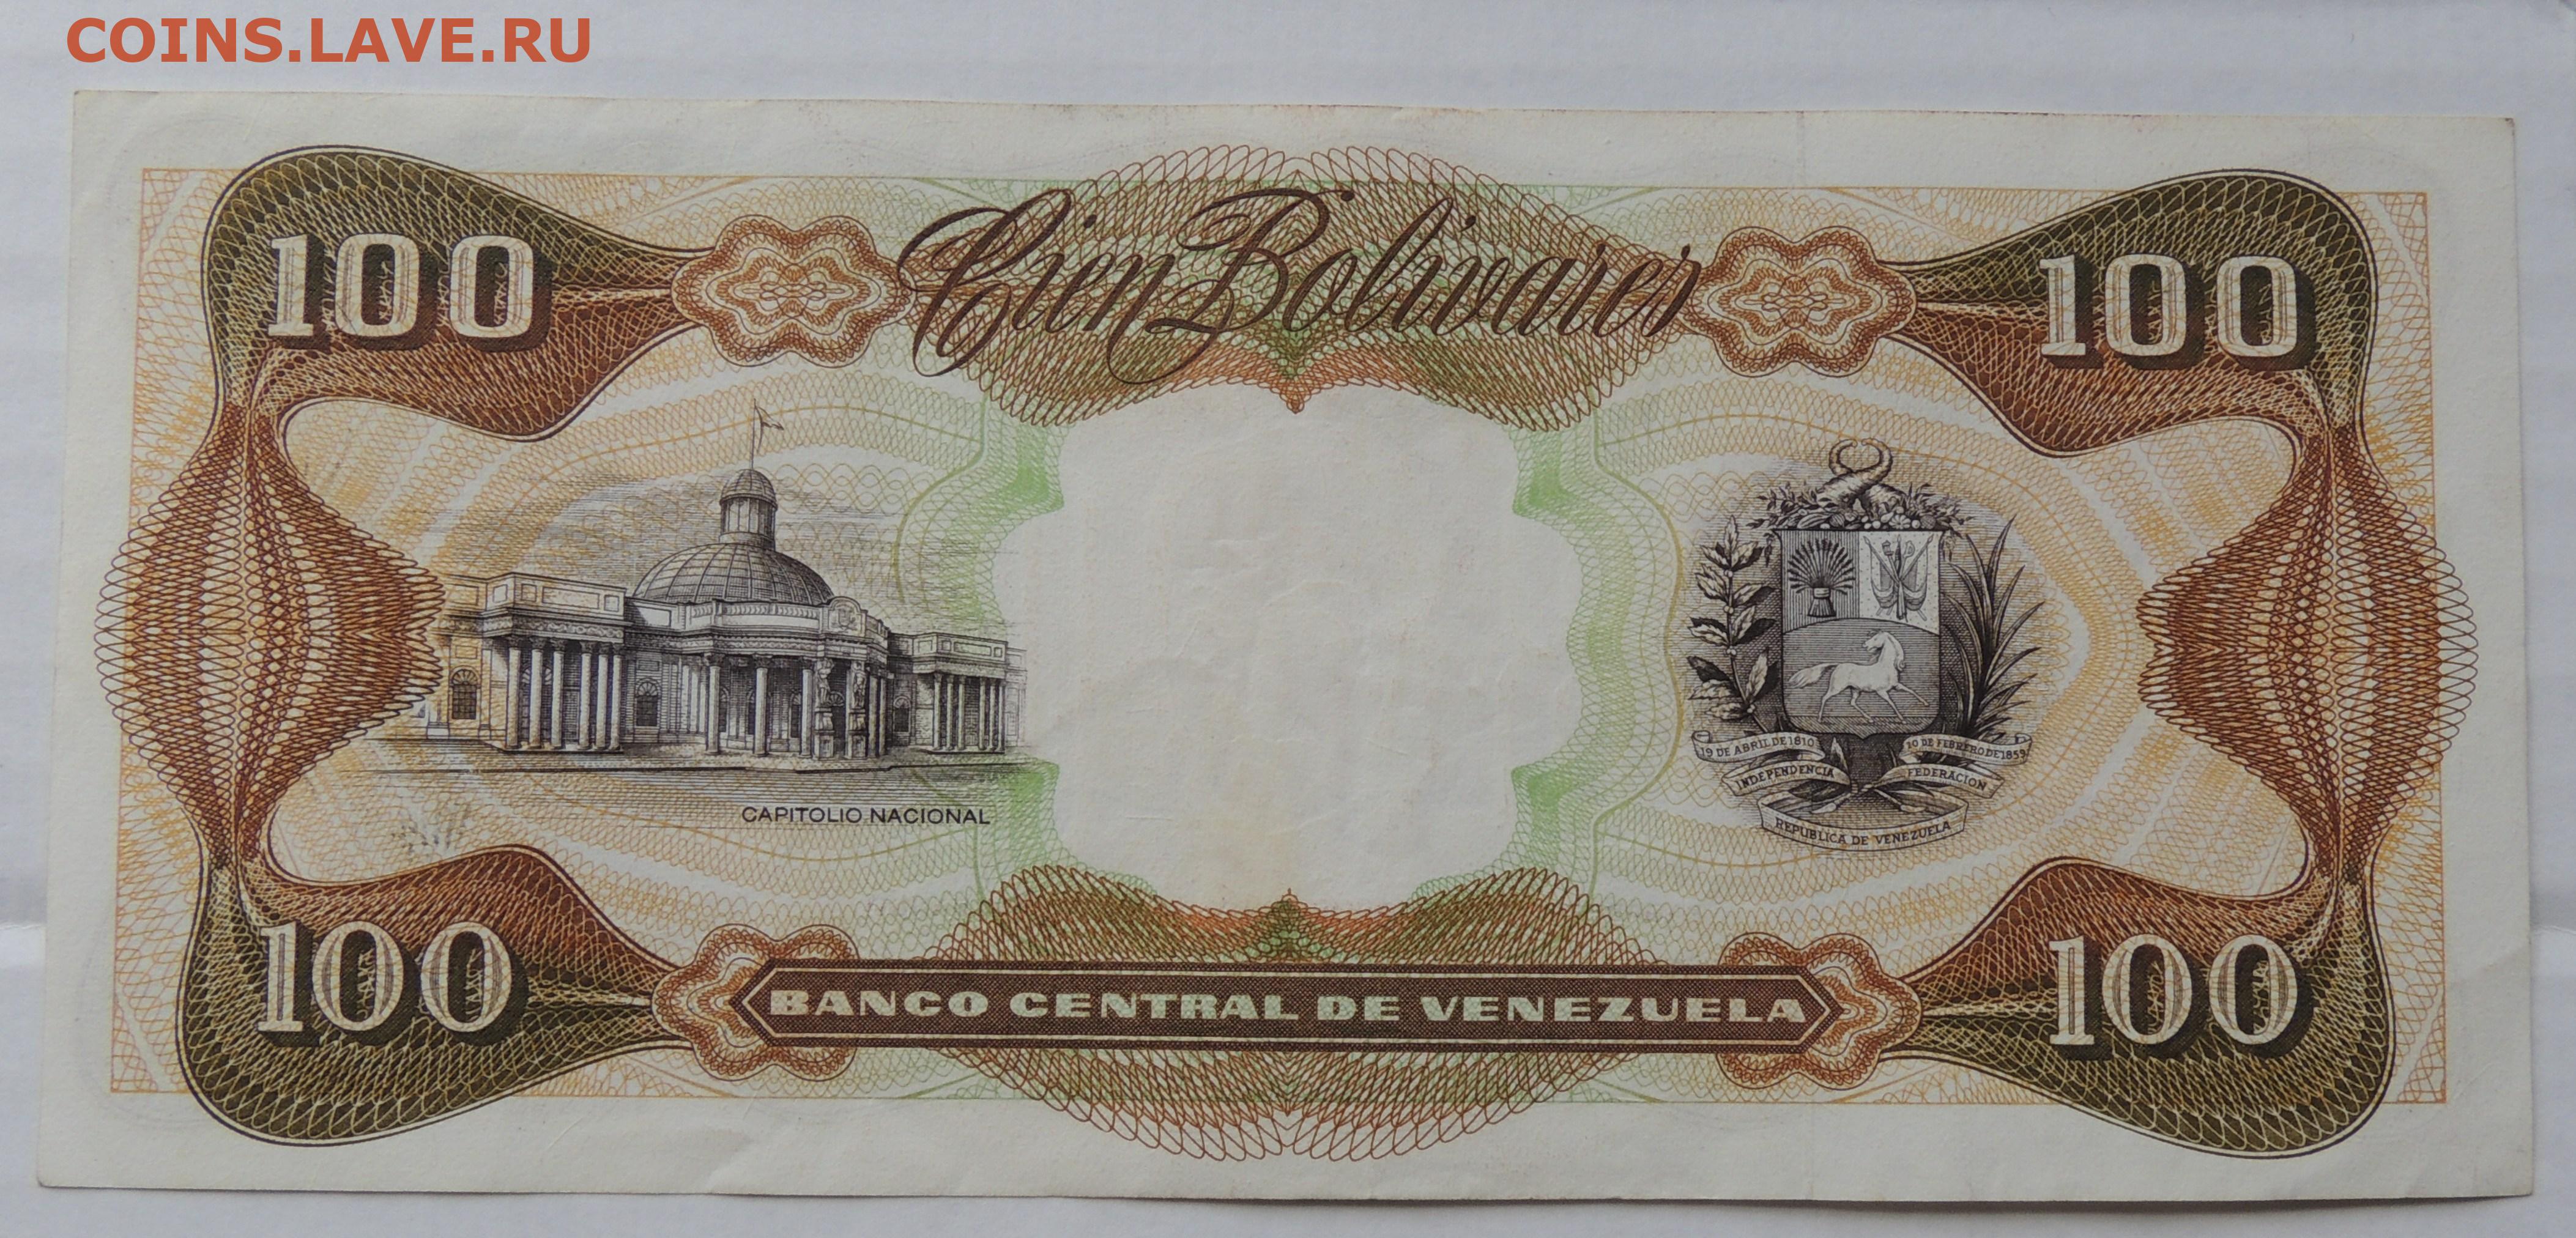 COINS.LAVE.RU
100
Cien Bolívares
100
19 DE ABRIL DE 1810
10 DE FEBRERO DE 1859
INDEPENDENCIA
FEDERACION
REPUBLICA DE VENEZUELA
CAPITOLIO NACIONAL
100
BANCO CENTRAL DE VENEZUELA
100